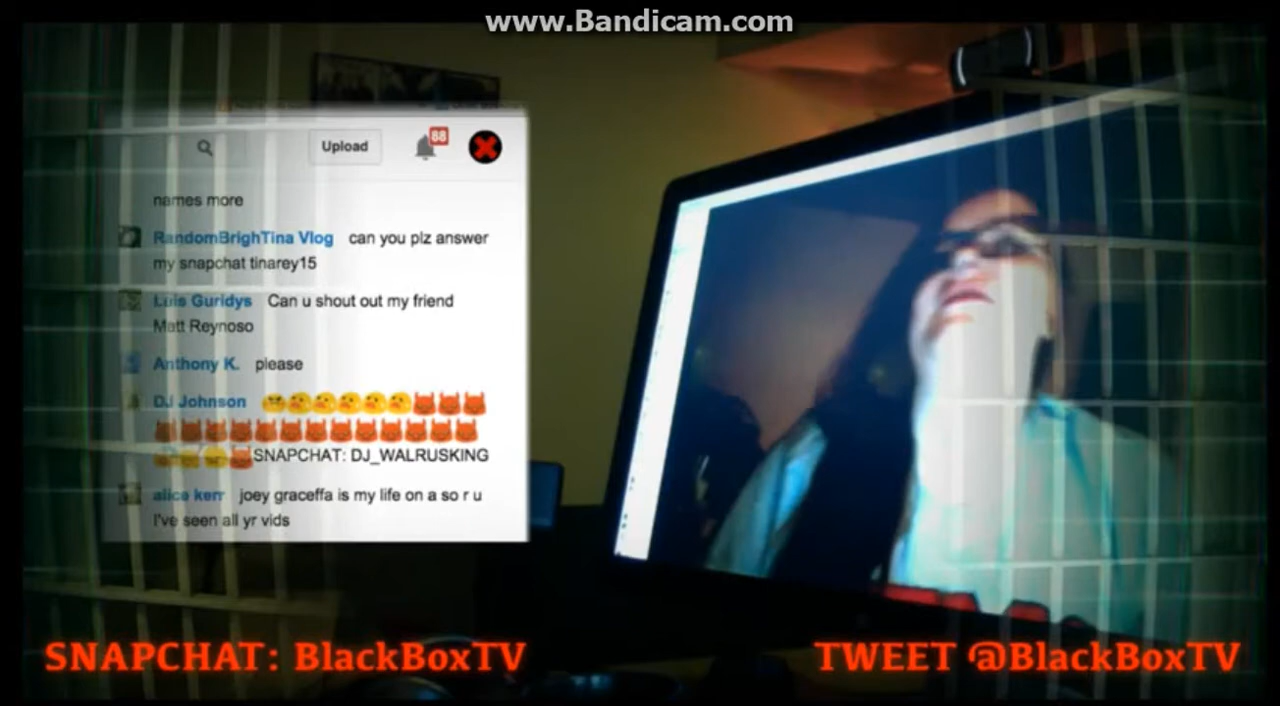 www.Bandicam.com
Upload
88
names more
RandomBrighTina Vlog can you plz answer
my snapchat tinarey15
Luis Guridys Can u shout out my friend
Matt Reynoso
Anthony K. please
DJ Johnson
SNAPCHAT: DJ_WALRUSKING
alice kerr joey graceffa is my life on a so r u
I've seen all yr vids
SNAPCHAT: BlackBoxTV
TWEET @BlackBoxTV